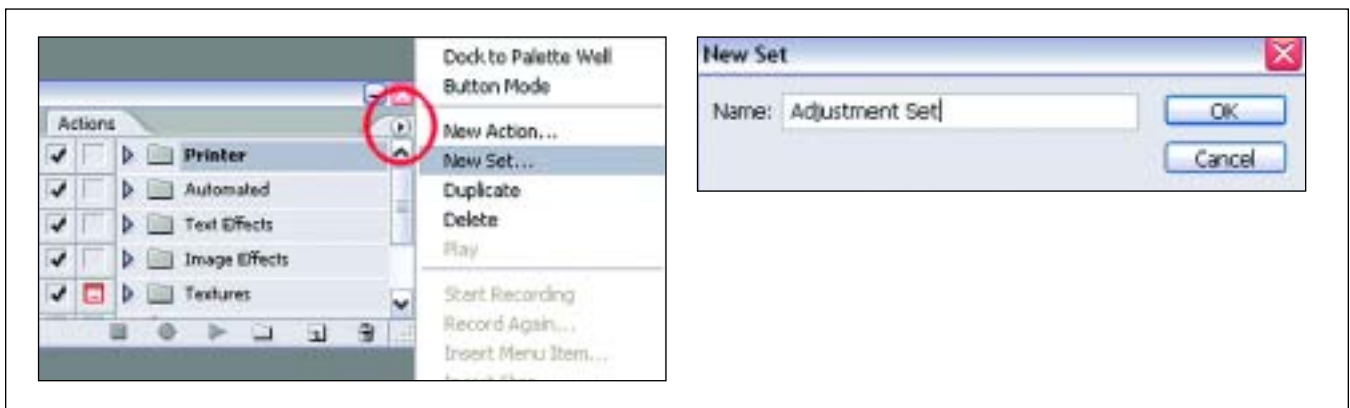 Actions
Printer
Automated
Text Effects
Image Effects
Textures
Dock to Palette Well
Button Mode
New Action...
New Set...
Duplicate
Delete
Play
Start Recording
Record Again...
Insert Menu Item...
New Set
Name: Adjustment Set
OK
Cancel